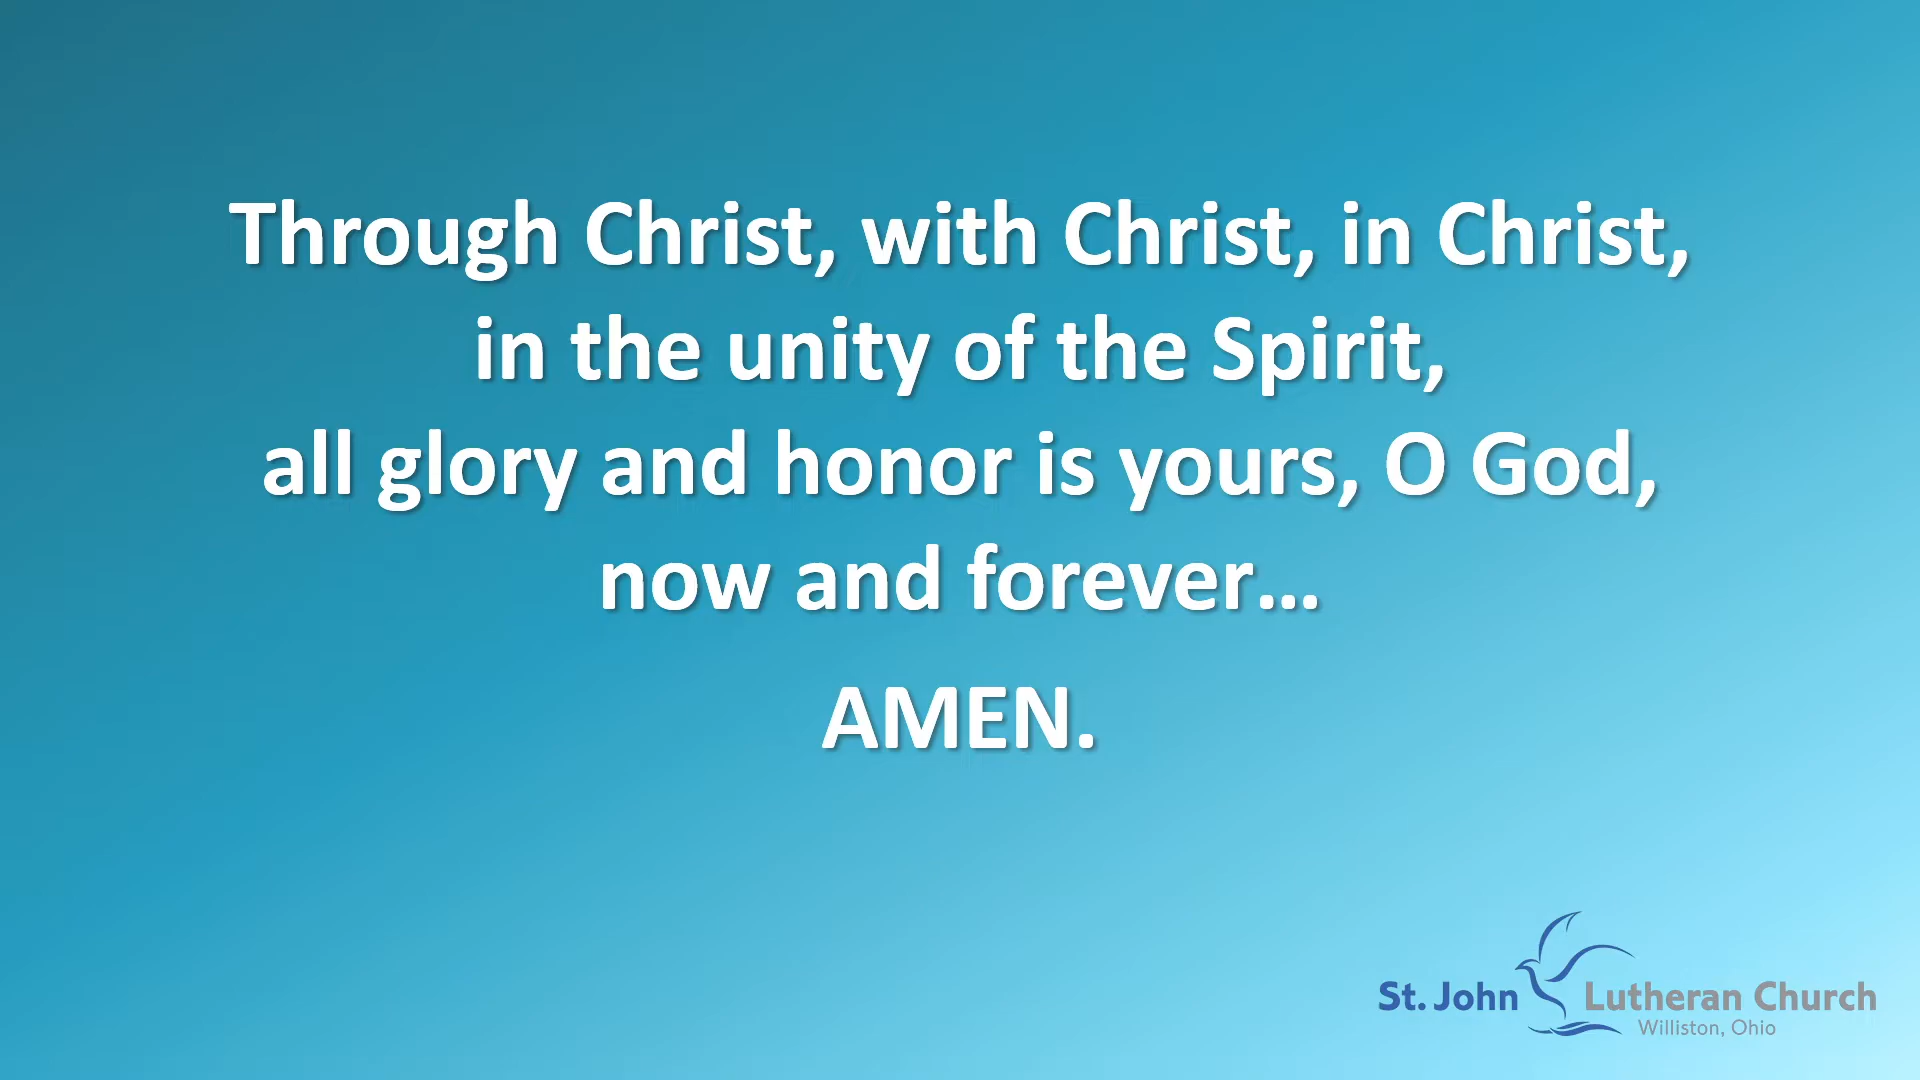 Through Christ, with Christ, in Christ,
in the unity of the Spirit,
all glory and honor is yours, O God,
now and forever…
AMEN.
St. John Lutheran Church
Williston, Ohio